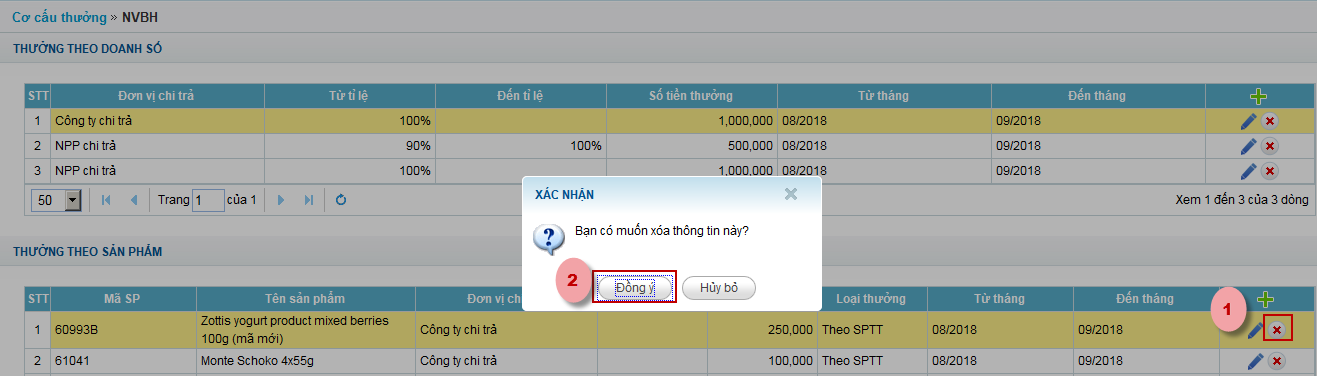 Cơ cấu thưởng » NVBH
THƯỞNG THEO DOANH SỐ
STT Đơn vị chi trả Từ tỉ lệ Đến tỉ lệ Số tiền thưởng Từ tháng Đến tháng
1 Công ty chi trả 100% 1,000,000 08/2018 09/2018
2 NPP chi trả 90% 100% 500,000 08/2018 09/2018
3 NPP chi trả 100% 1,000,000 08/2018 09/2018
50 Trang 1 của 1 Xem 1 đến 3 của 3 dòng
XÁC NHẬN
Bạn có muốn xóa thông tin này?
2 Đồng ý Hủy bỏ
THƯỞNG THEO SẢN PHẨM
STT Mã SP Tên sản phẩm Đơn vị ch Loại thưởng Từ tháng Đến tháng
1
1 60993B Zottis yogurt product mixed berries
100g (mã mới) Công ty chi trả 250,000 Theo SPTT 08/2018 09/2018
2 61041 Monte Schoko 4x55g Công ty chi trả 100,000 Theo SPTT 08/2018 09/2018